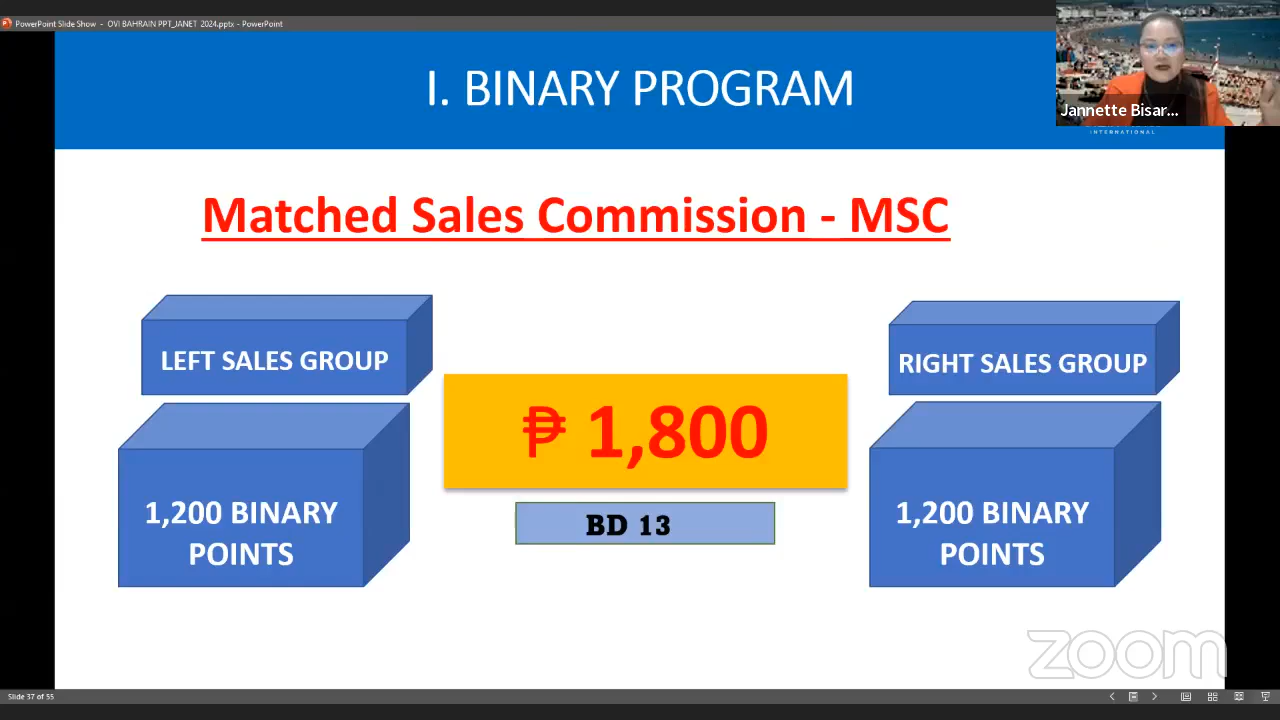 PowerPoint Slide Show - OVI BAHRAIN PPT_JANET 2024.pptx - PowerPoint
I. BINARY PROGRAM
Jannette Bisar...
INTERNATIONAL
Matched Sales Commission - MSC
LEFT SALES GROUP
RIGHT SALES GROUP
₱ 1,800
1,200 BINARY
POINTS
BD 13
1,200 BINARY
POINTS
zoom
Slide 37 of 55